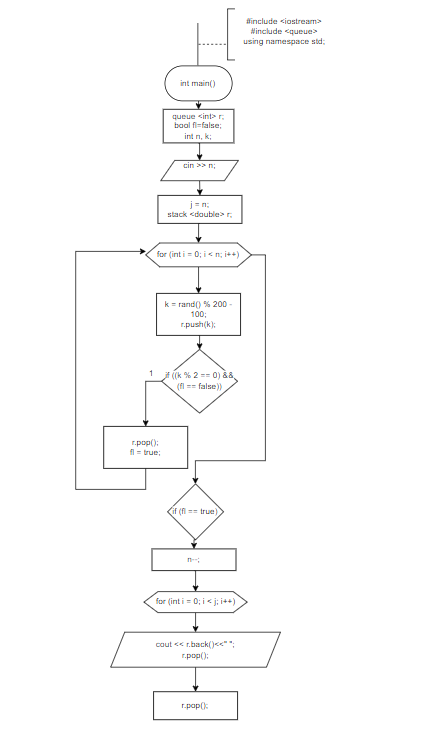 #include <iostream>
#include <queue>
using namespace std;
int main()
queue <int> r;
bool fl=false;
int n, k;
cin >> n;
j = n;
stack <double> r;
for (int i = 0; i < n; i++)
k = rand() % 200 -
100;
r.push(k);
1
if ((k % 2 == 0) &&
(fl == false))
r.pop();
fl = true;
if (fl == true)
n--;
for (int i = 0; i < j; i++)
cout << r.back()<<" ";
r.pop();
r.pop();